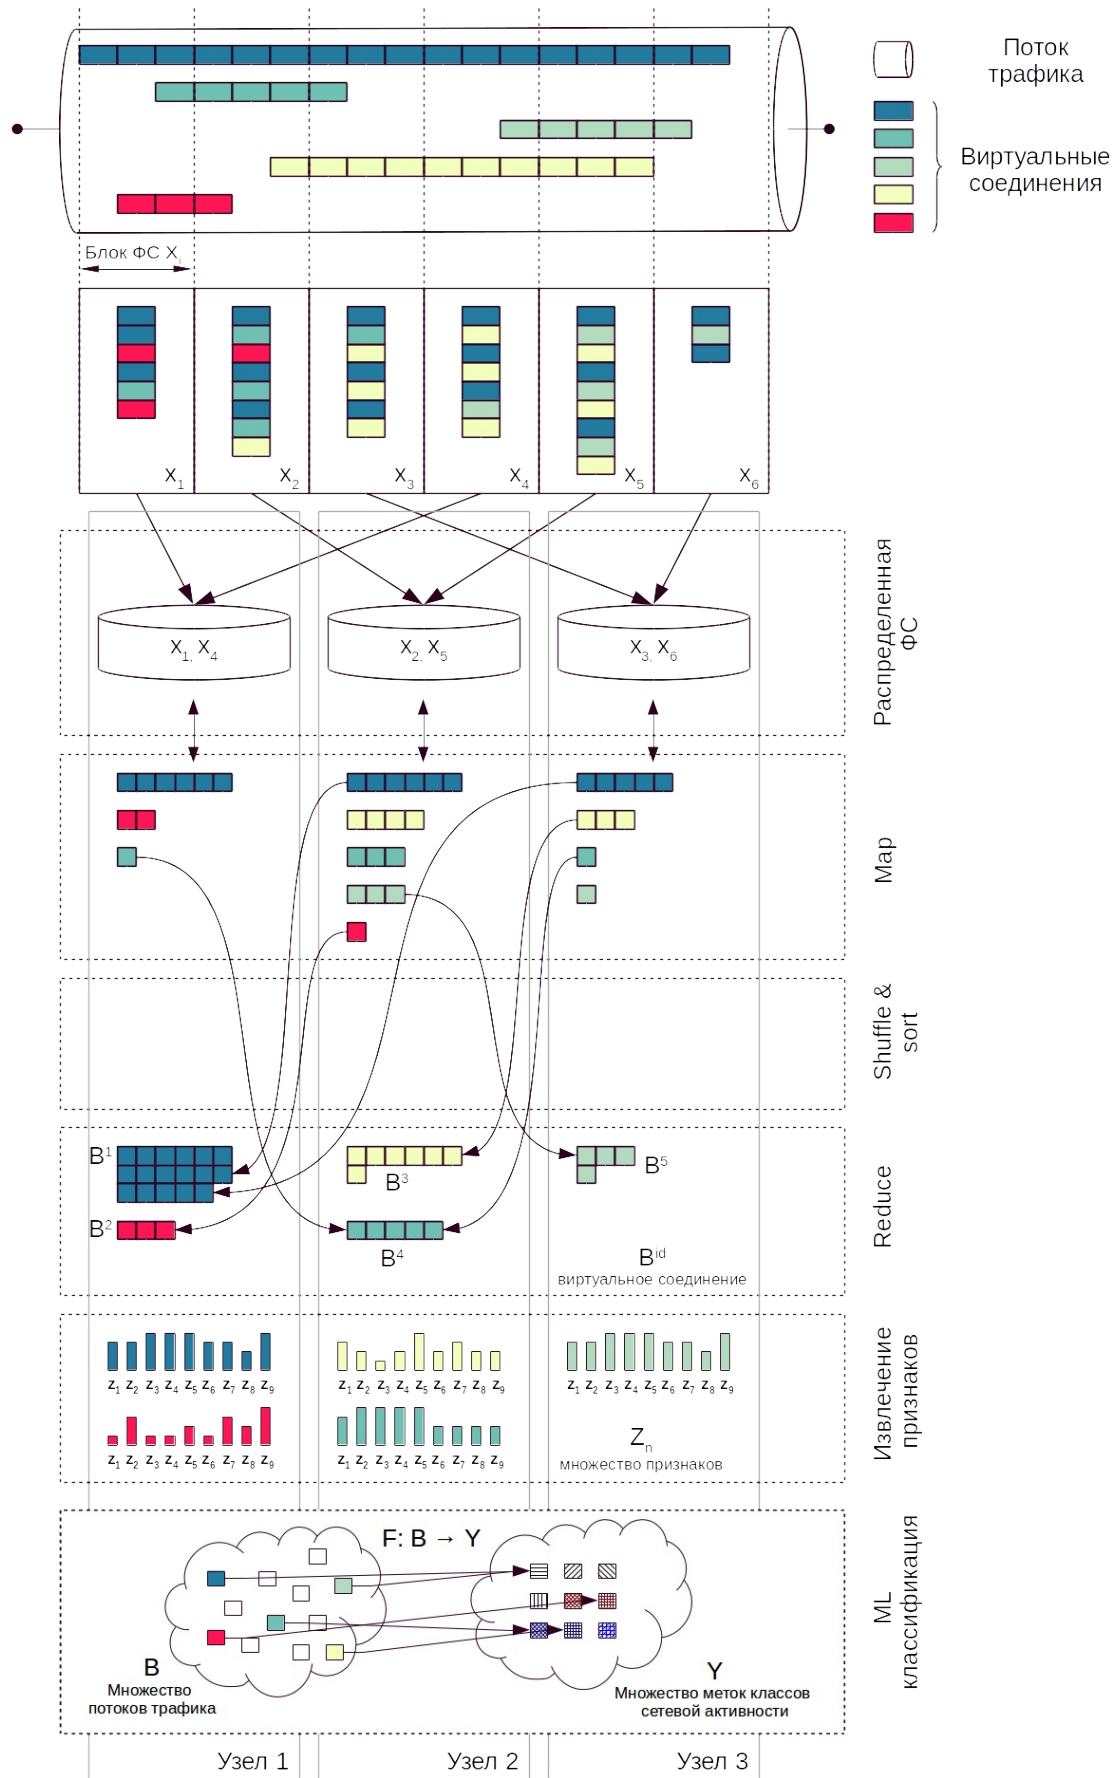 Поток
трафика
Виртуальные
соединения
Блок ФС X i
X1 X2 X3 X4 X5 X6
Распределенная
ФС
X1, X4 X2, X5 X3, X6
Map
Shuffle &
sort
Reduce
B1 B3 B5
B2 B4 Bid
виртуальное соединение
Извлечение
признаков
z1 z2 z3 z4 z5 z6 z7 z8 z9 z1 z2 z3 z4 z5 z6 z7 z8 z9 z1 z2 z3 z4 z5 z6 z7 z8 z9
z1 z2 z3 z4 z5 z6 z7 z8 z9 z1 z2 z3 z4 z5 z6 z7 z8 z9
Zn
множество признаков
ML
классификация
F: B → Y
B
Множество
потоков трафика
Y
Множество меток классов
сетевой активности
Узел 1 Узел 2 Узел 3